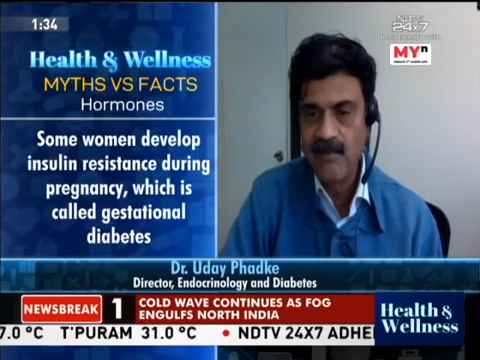 1:34
NDTV
24x7
MYn
Health & Wellness
MYTHS VS FACTS
Hormones
Some women develop
insulin resistance during
pregnancy, which is
called gestational
diabetes
Dr. Uday Phadke
Director, Endocrinology and Diabetes
NEWSBREAK 1 COLD WAVE CONTINUES AS FOG
ENGULFS NORTH INDIA
Health &
Wellness
7.0 °C T'PURAM 31.0 °C • NDTV 24X7 ADHE